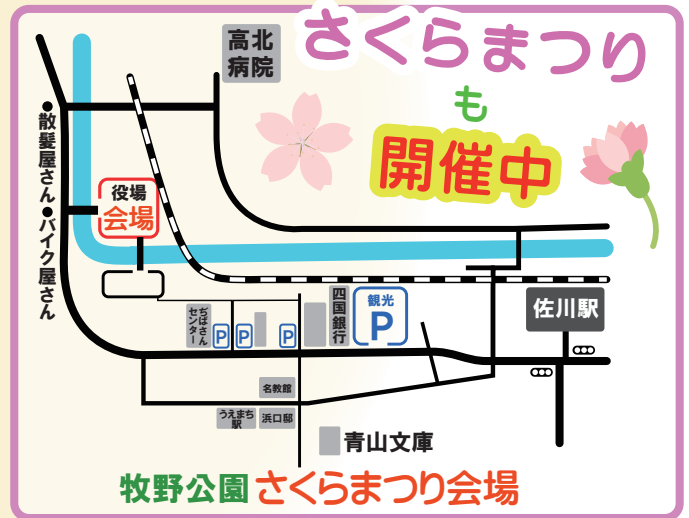 さくらまつり
も
開催中
高北
病院
●散髪屋さん
●バイク屋さん
役場
会場
ぢばさん
センター
P
P
P
四国銀行
観光
P
佐川駅
名教館
うえまち
駅
浜口邸
青山文庫
牧野公園さくらまつり会場